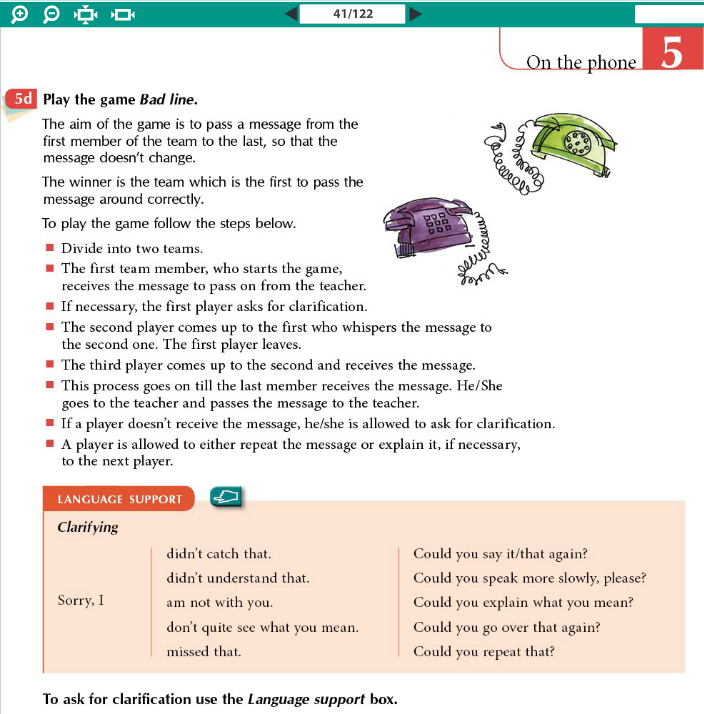 41/122
On the phone 5
5d Play the game Bad line.
The aim of the game is to pass a message from the
first member of the team to the last, so that the
message doesn't change.
The winner is the team which is the first to pass the
message around correctly.
To play the game follow the steps below.
Divide into two teams.
The first team member, who starts the game,
receives the message to pass on from the teacher.
If necessary, the first player asks for clarification.
The second player comes up to the first who whispers the message to
the second one. The first player leaves.
The third player comes up to the second and receives the message.
This process goes on till the last member receives the message. He/She
goes to the teacher and passes the message to the teacher.
If a player doesn't receive the message, he/she is allowed to ask for clarification.
A player is allowed to either repeat the message or explain it, if necessary,
to the next player.
LANGUAGE SUPPORT
Clarifying
didn't catch that. Could you say it/that again?
didn't understand that. Could you speak more slowly, please?
Sorry, I am not with you. Could you explain what you mean?
don't quite see what you mean. Could you go over that again?
missed that. Could you repeat that?
To ask for clarification use the Language support box.